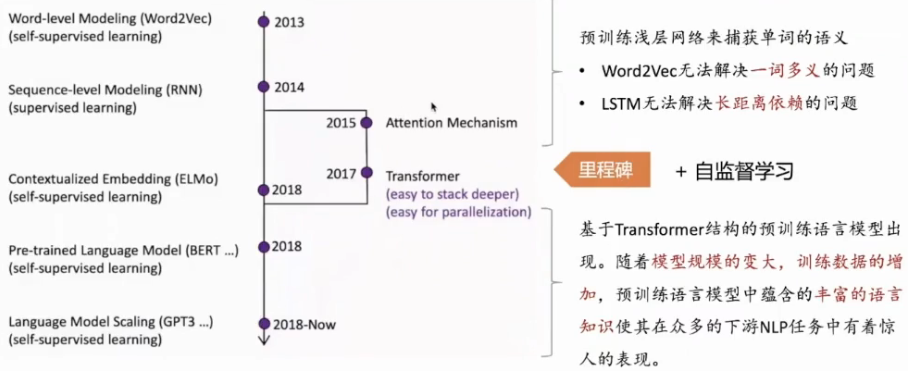 Word-level Modeling (Word2Vec)
(self-supervised learning)
2013
Sequence-level Modeling (RNN)
(supervised learning)
2014
2015
Attention Mechanism
2017
Transformer
(easy to stack deeper)
(easy for parallelization)
Contextualized Embedding (ELMo)
(self-supervised learning)
2018
Pre-trained Language Model (BERT ...)
(self-supervised learning)
2018
Language Model Scaling (GPT3 ...)
(self-supervised learning)
2018-Now
预训练浅层网络来捕获单词的语义
• Word2Vec无法解决一词多义的问题
• LSTM无法解决长距离依赖的问题
里程碑
+ 自监督学习
基于Transformer结构的预训练语言模型出
现。随着模型规模的变大，训练数据的增
加，预训练语言模型中蕴含的丰富的语言
知识使其在众多的下游NLP任务中有着惊
人的表现。